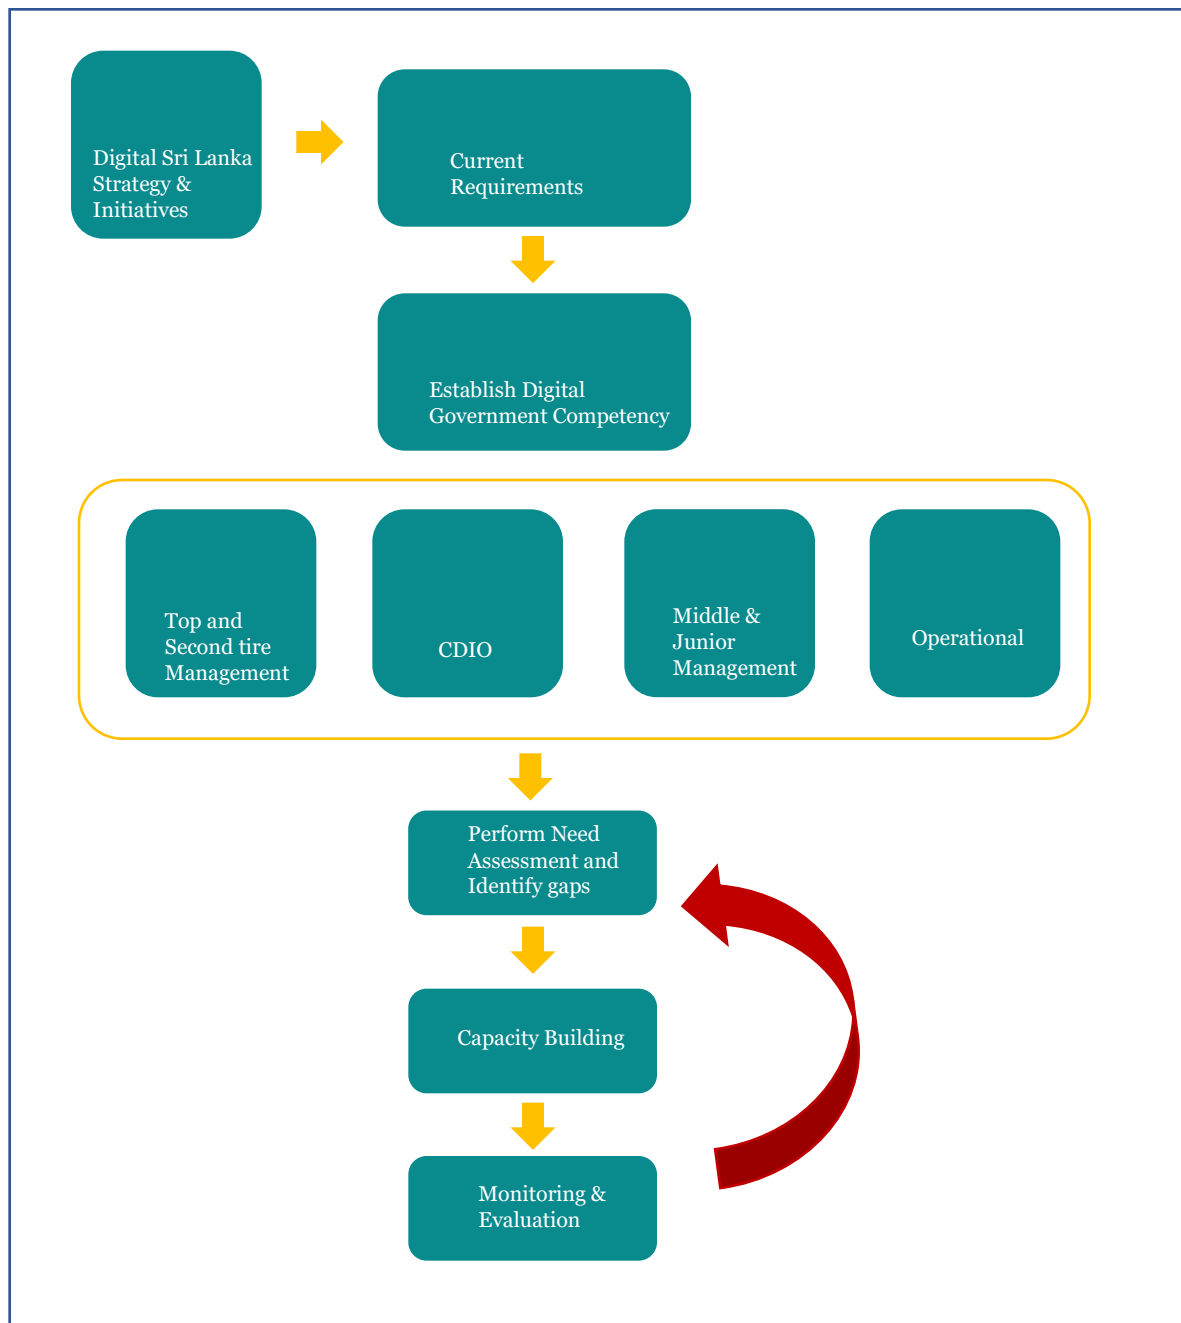 Digital Sri Lanka
Strategy &
Initiatives
Current
Requirements
Establish Digital
Government Competency
Top and
Second tire
Management
CDIO
Middle &
Junior
Management
Operational
Perform Need
Assessment and
Identify gaps
Capacity Building
Monitoring &
Evaluation